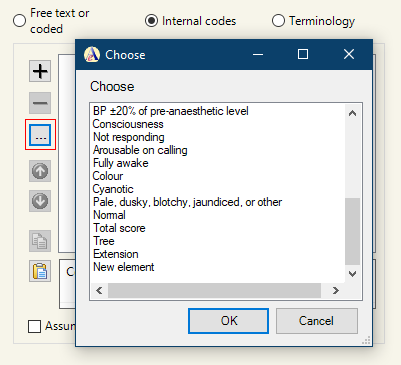 Free text or
coded
Internal codes
Terminology
Choose
Choose
BP ±20% of pre-anaesthetic level
Consciousness
Not responding
Arousable on calling
Fully awake
Colour
Cyanotic
Pale, dusky, blotchy, jaundiced, or other
Normal
Total score
Tree
Extension
New element
...
OK
Cancel